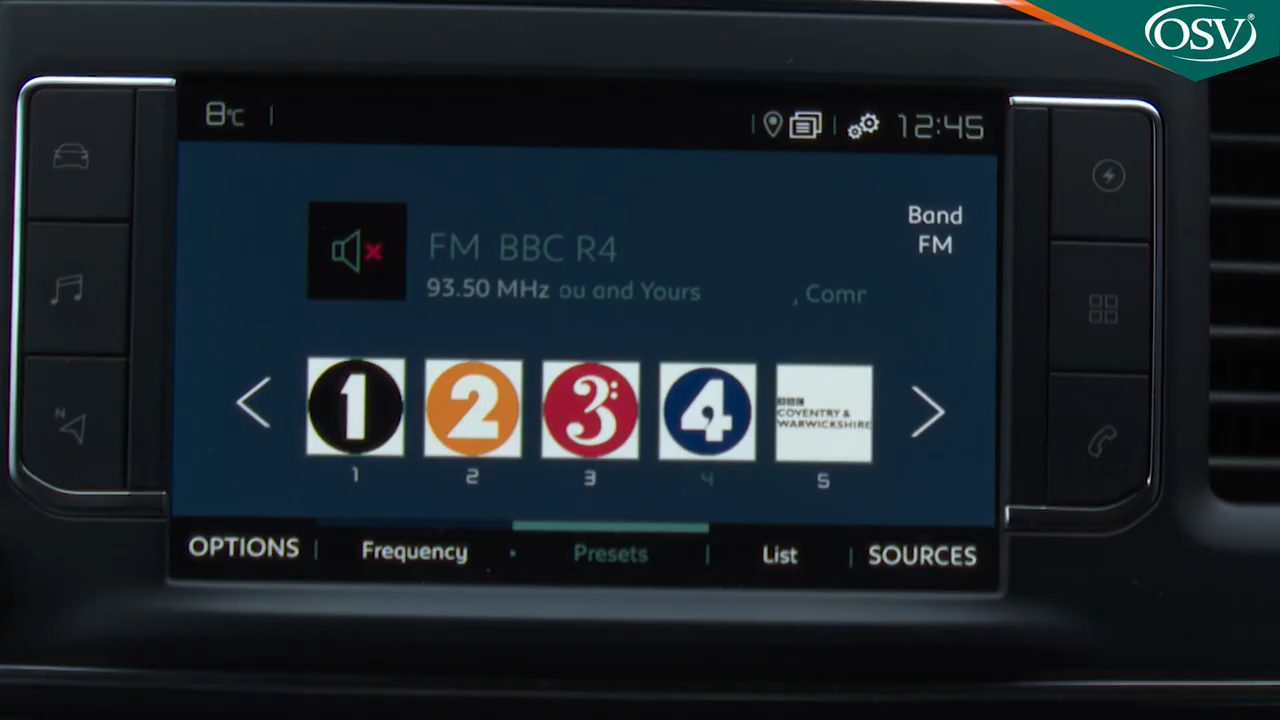 OSV®
8°C
12:45
Band
FM
FM BBC R4
93.50 MHz ou and Yours , Comr
1 2 3 4
BBC
COVENTRY &
WARWICKSHIRE
1 2 3 4 5
N
OPTIONS Frequency Presets List SOURCES